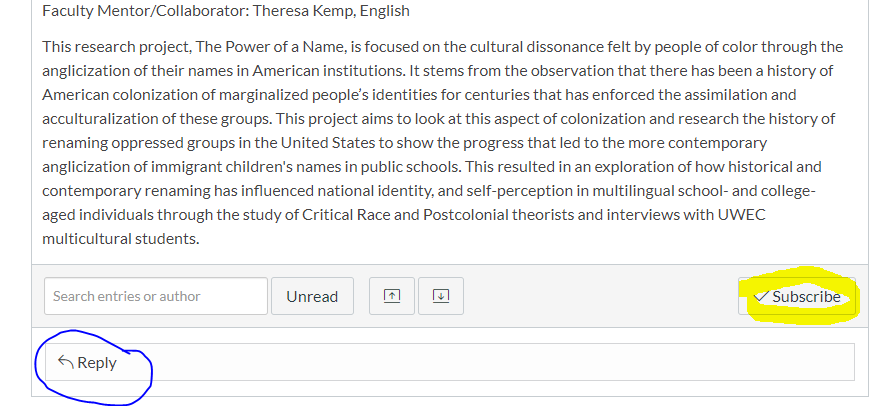 Faculty Mentor/Collaborator: Theresa Kemp, English
This research project, The Power of a Name, is focused on the cultural dissonance felt by people of color through the
anglicization of their names in American institutions. It stems from the observation that there has been a history of
American colonization of marginalized people's identities for centuries that has enforced the assimilation and
acculturalization of these groups. This project aims to look at this aspect of colonization and research the history of
renaming oppressed groups in the United States to show the progress that led to the more contemporary
anglicization of immigrant children's names in public schools. This resulted in an exploration of how historical and
contemporary renaming has influenced national identity, and self-perception in multilingual school- and college-
aged individuals through the study of Critical Race and Postcolonial theorists and interviews with UWEC
multicultural students.
Search entries or author Unread Subscribe
Reply